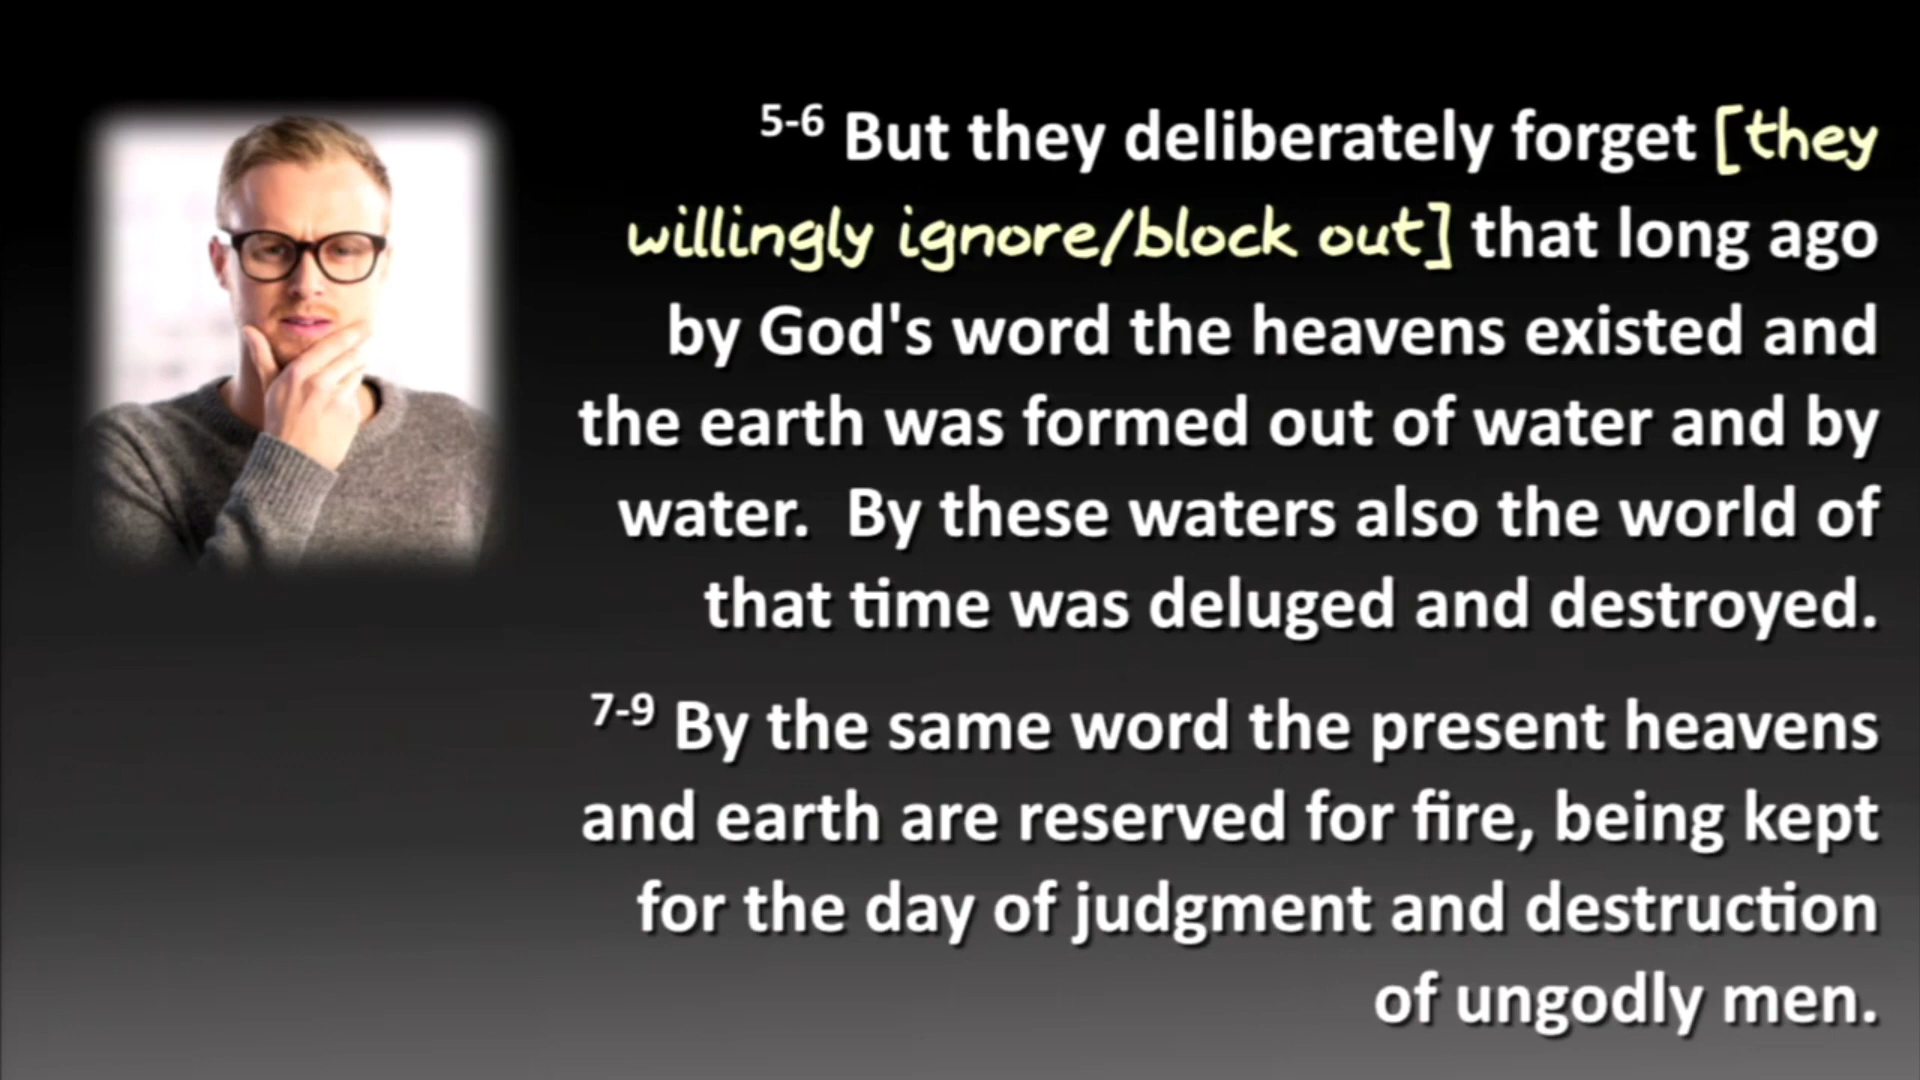 5-6 But they deliberately forget [they
willingly ignore/block out] that long ago
by God's word the heavens existed and
the earth was formed out of water and by
water.  By these waters also the world of
that time was deluged and destroyed.
7-9 By the same word the present heavens
and earth are reserved for fire, being kept
for the day of judgment and destruction
of ungodly men.